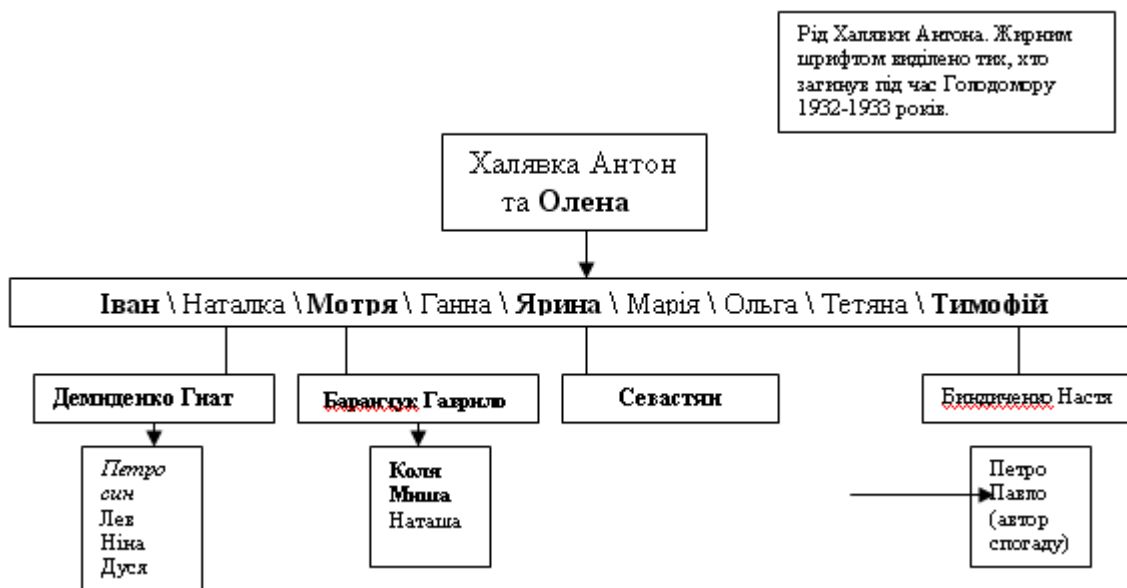 Рід Халявки Антона. Жирним
шрифтом виділено тих, хто
загинув під час Голодомору
1932-1933 років.
Халявка Антон
та Олена
Іван \ Наталка \ Мотря \ Ганна \ Ярина \ Марія \ Ольга \ Тетяна \ Тимофій
Демиденко Гнат
Баранчук Гаврило
Севастян
Биндиченко Настя
Петро
син
Лев
Ніна
Дуся
Коля
Миша
Наташа
Петро
Павло
(автор
спогаду)